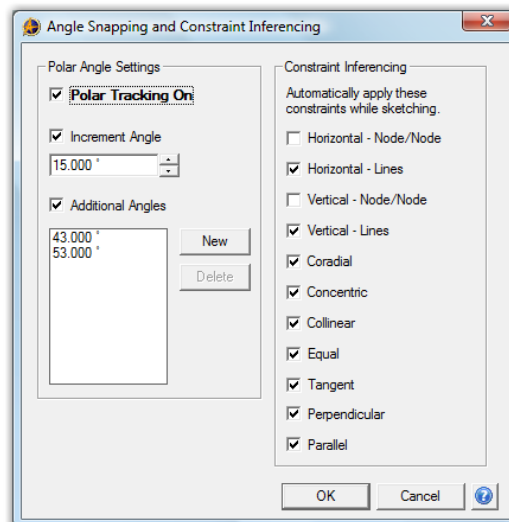 Angle Snapping and Constraint Inferencing
Polar Angle Settings
Polar Tracking On
Increment Angle
15.000 °
Additional Angles
43.000 °
53.000 °
New
Delete
Constraint Inferencing
Automatically apply these
constraints while sketching.
Horizontal - Node/Node
Horizontal - Lines
Vertical - Node/Node
Vertical - Lines
Coradial
Concentric
Collinear
Equal
Tangent
Perpendicular
Parallel
OK
Cancel
?